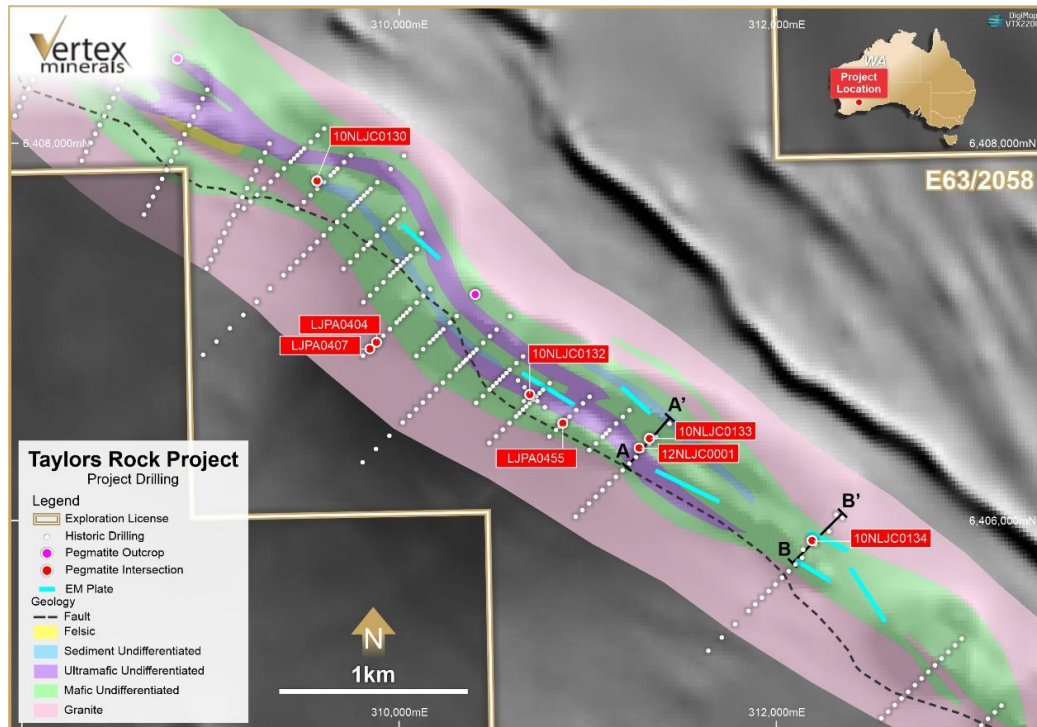 Vertex
minerals
310,000mE
312,000mE
DigiMap
VTX2200
WA
Project
Location
6,408,000mN
6,408,000mN
E63/2058
10NLJC0130
LJPA0404
LJPA0407
10NLJC0132
A'
10NLJC0133
12NLJC0001
A
LJPA0455
B'
6,406,000mN
10NLJC0134
B
Taylors Rock Project
Project Drilling
Legend
Exploration License
Historic Drilling
Pegmatite Outcrop
Pegmatite Intersection
EM Plate
Geology
Fault
Felsic
Sediment Undifferentiated
Ultramafic Undifferentiated
Mafic Undifferentiated
Granite
N
1km
310,000mE
312,000mE